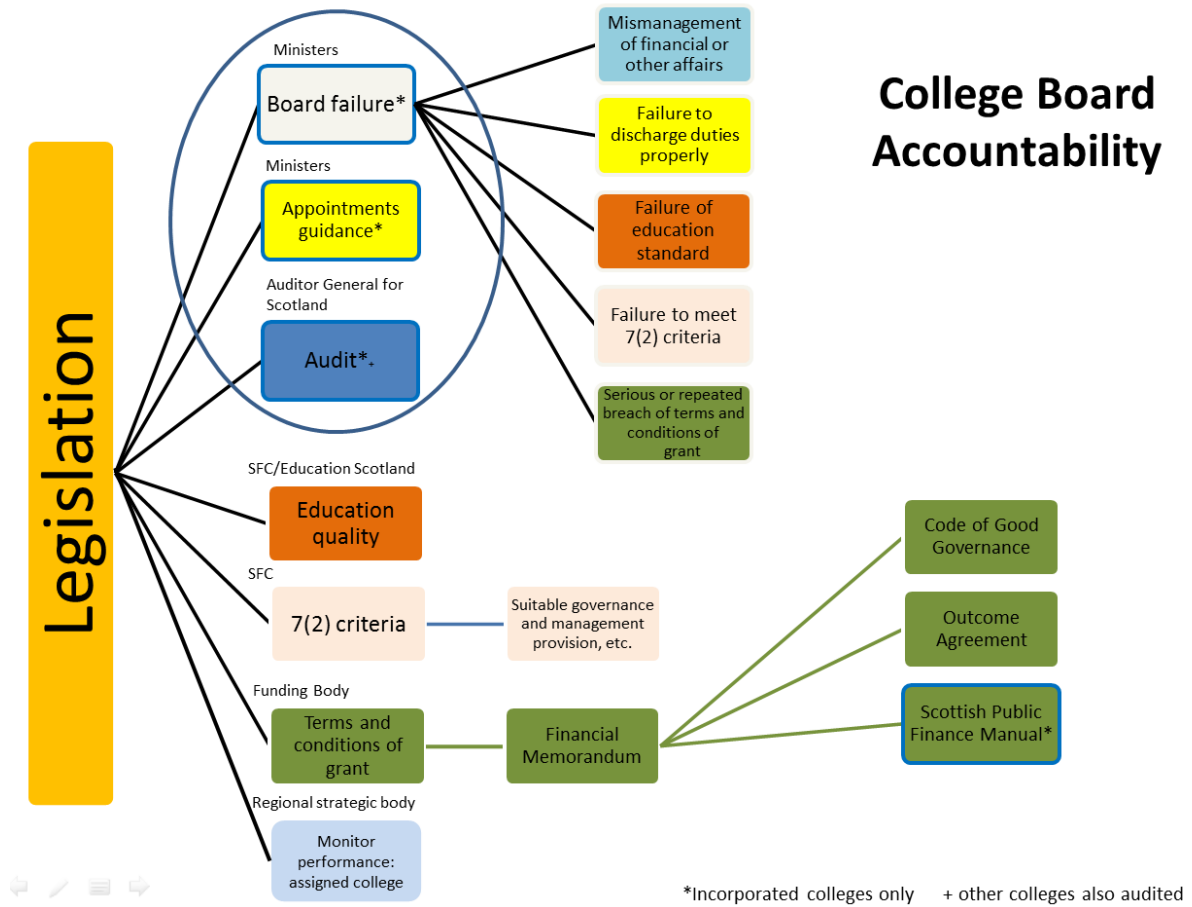 College Board
Accountability
Legislation
Ministers
Board failure*
Ministers
Appointments
guidance*
Auditor General for
Scotland
Audit*+
SFC/Education Scotland
Education
quality
SFC
7(2) criteria
Funding Body
Terms and
conditions of
grant
Regional strategic body
Monitor
performance:
assigned college
Mismanagement
of financial or
other affairs
Failure to
discharge duties
properly
Failure of
education
standard
Failure to meet
7(2) criteria
Serious or repeated
breach of terms and
conditions of
grant
Suitable governance
and management
provision, etc.
Financial
Memorandum
Code of Good
Governance
Outcome
Agreement
Scottish Public
Finance Manual*
*Incorporated colleges only + other colleges also audited